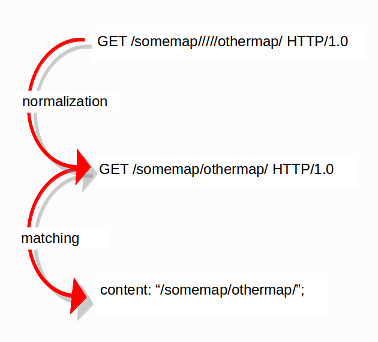 GET /somemap/////othermap/ HTTP/1.0
normalization
GET /somemap/othermap/ HTTP/1.0
matching
content: “/somemap/othermap/”;